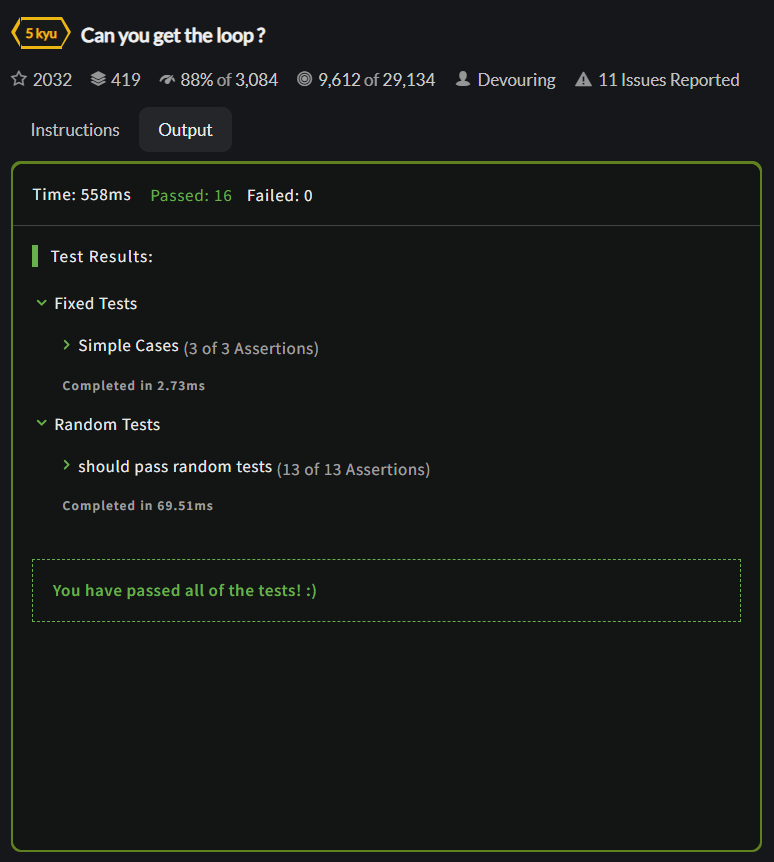 5 kyu Can you get the loop ?
2032 419 88% of 3,084 9,612 of 29,134 Devouring 11 Issues Reported
Instructions Output
Time: 558ms Passed: 16 Failed: 0
Test Results:
Fixed Tests
Simple Cases (3 of 3 Assertions)
Completed in 2.73ms
Random Tests
should pass random tests (13 of 13 Assertions)
Completed in 69.51ms
You have passed all of the tests! :)